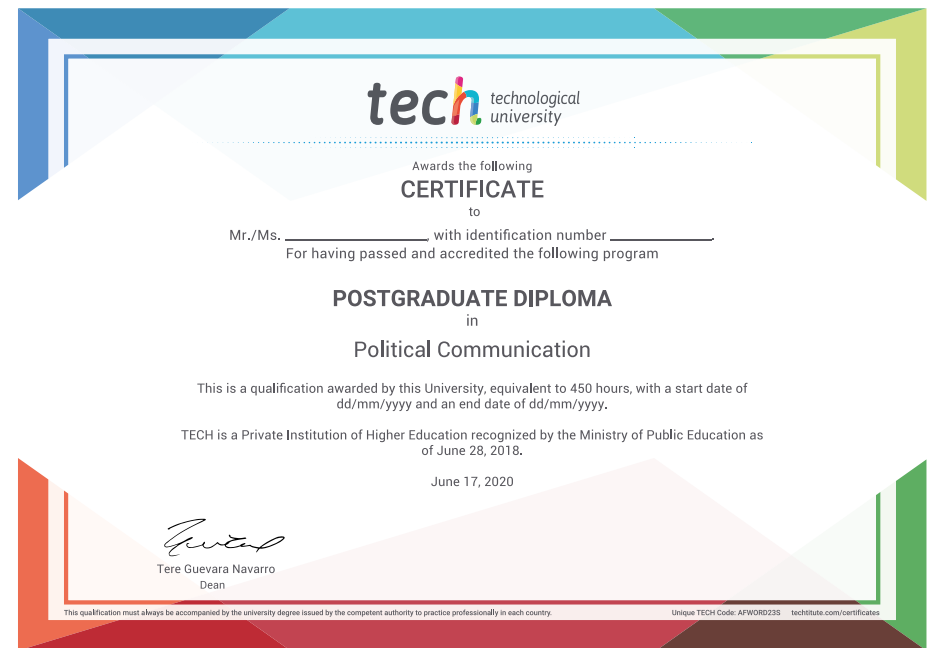 tech technological
university
Awards the following
CERTIFICATE
to
Mr./Ms. ____________________, with identification number ______________.
For having passed and accredited the following program
POSTGRADUATE DIPLOMA
in
Political Communication
This is a qualification awarded by this University, equivalent to 450 hours, with a start date of
dd/mm/yyyy and an end date of dd/mm/yyyy.
TECH is a Private Institution of Higher Education recognized by the Ministry of Public Education as
of June 28, 2018.
June 17, 2020
Tere Guevara Navarro
Dean
This qualification must always be accompanied by the university degree issued by the competent authority to practice professionally in each country. Unique TECH Code: AFWORD23S techtitute.com/certificates